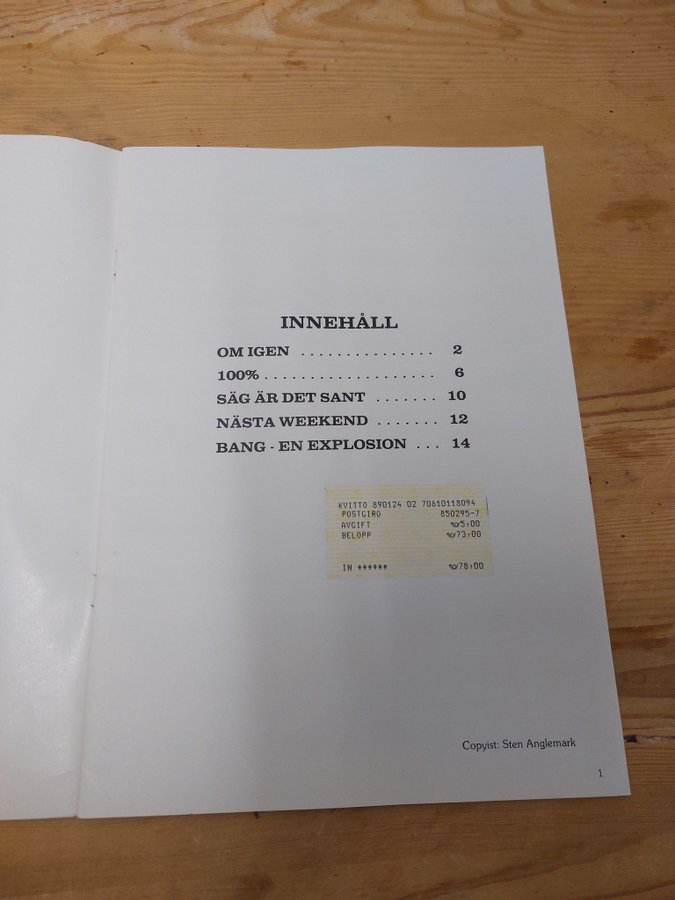 INNEHÅLL
OM IGEN ............... 2
100% ................... 6
SÄG ÄR DET SANT ....... 10
NÄSTA WEEKEND ....... 12
BANG - EN EXPLOSION ... 14
KVITTO 890124 02 70610118094
POSTGIRO 850295-7
AVGIFT 5,00
BELOPP 73,00
IN ****** 78,00
Copyist: Sten Anglemark
1